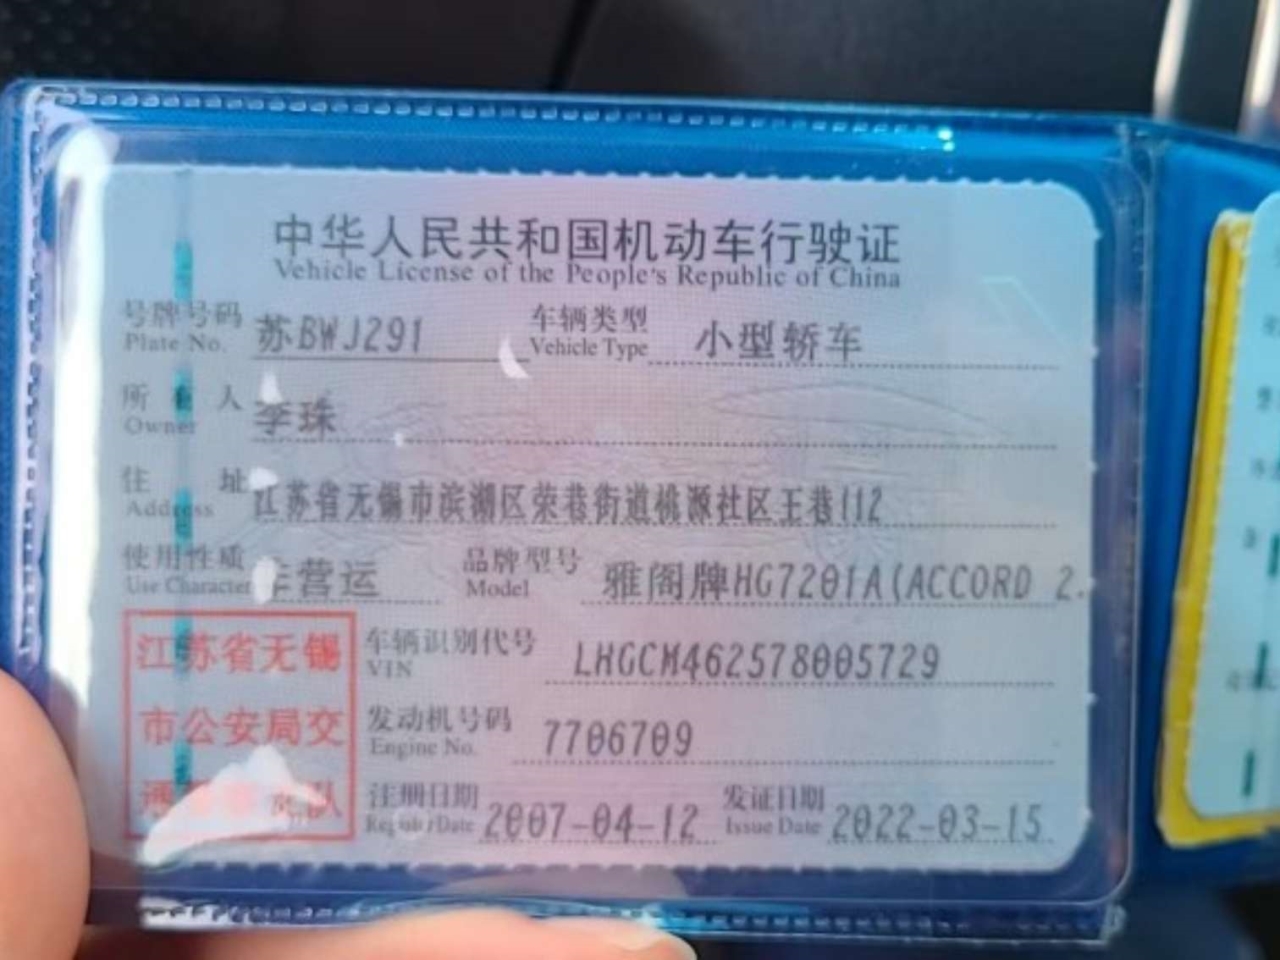 中华人民共和国机动车行驶证
Vehicle License of the People's Republic of China
号牌号码 苏BWJ291 车辆类型 小型轿车
Plate No. Vehicle Type
所有人 李珠
Owner
住址 江苏省无锡市滨湖区荣巷街道桃源社区王巷112
Address
使用性质 非营运 品牌型号 雅阁牌HG7201A(ACCORD 2.
Use Character Model
江苏省无锡
市公安局交
车辆识别代号 LHGCM462578005729
VIN
发动机号码 7706709
Engine No.
注册日期 2007-04-12 发证日期 2022-03-15
Register Date Issue Date